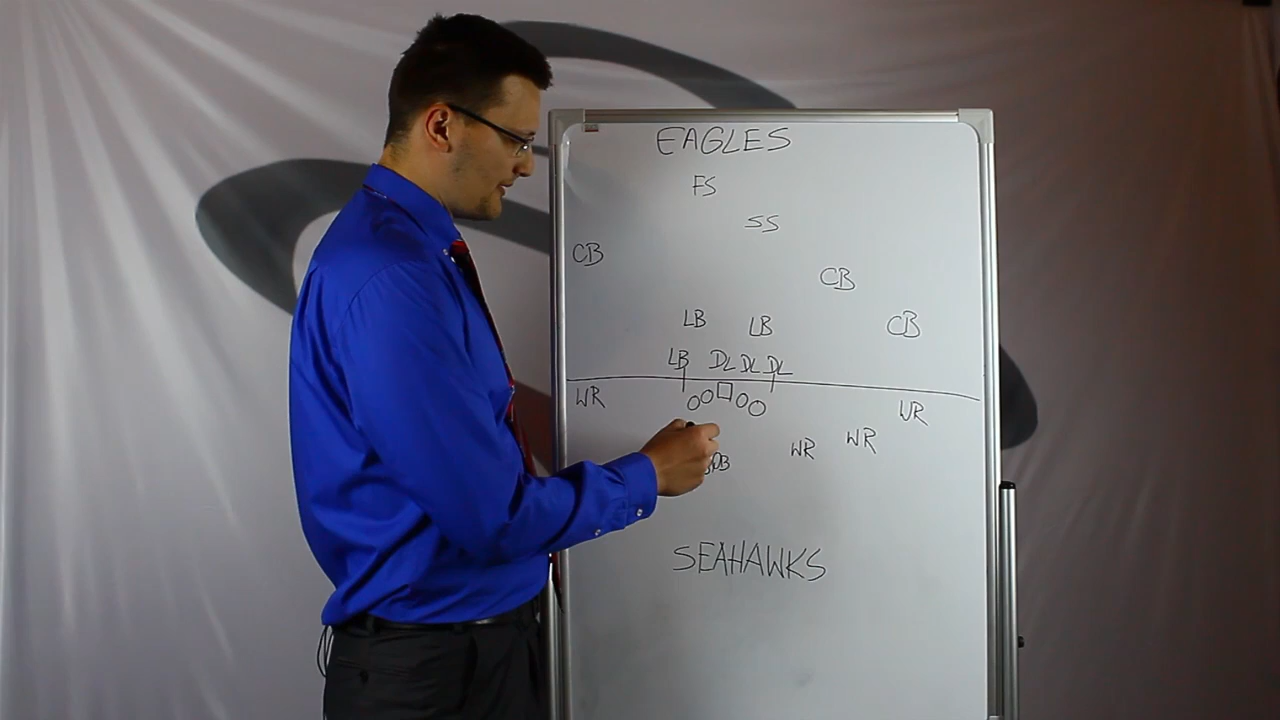 EAGLES
FS
SS
CB
CB
LB LB CB
LB DL DL DL
WR WR
WR WR
SEAHAWKS